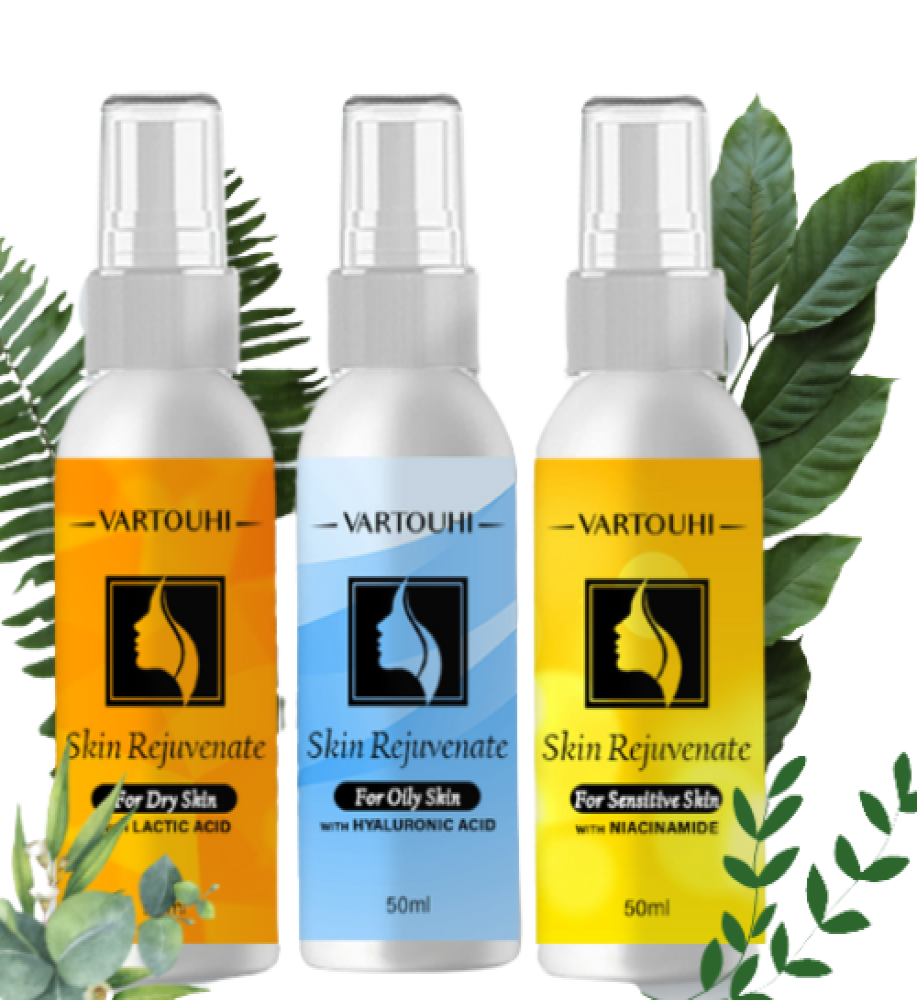 VARTOUHI
Skin Rejuvenate
For Dry Skin
LACTIC ACID
VARTOUHI
Skin Rejuvenate
For Oily Skin
WITH HYALURONIC ACID
50ml
VARTOUHI
Skin Rejuvenate
For Sensitive Skin
WITH NIACINAMIDE
50ml